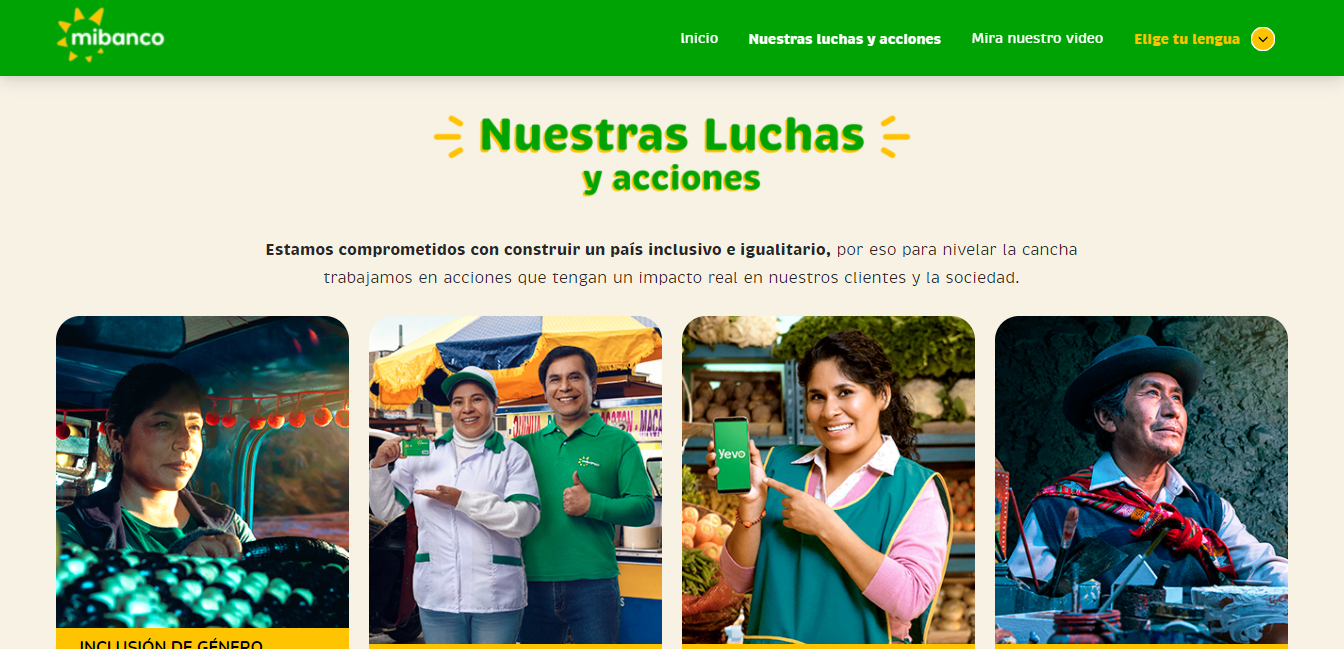 mibanco
Inicio
Nuestras luchas y acciones
Mira nuestro video
Elige tu lengua
Nuestras Luchas
y acciones
Estamos comprometidos con construir un país inclusivo e igualitario, por eso para nivelar la cancha
trabajamos en acciones que tengan un impacto real en nuestros clientes y la sociedad.
mibanco
yevo
INCLUSIÓN DE GÉNERO